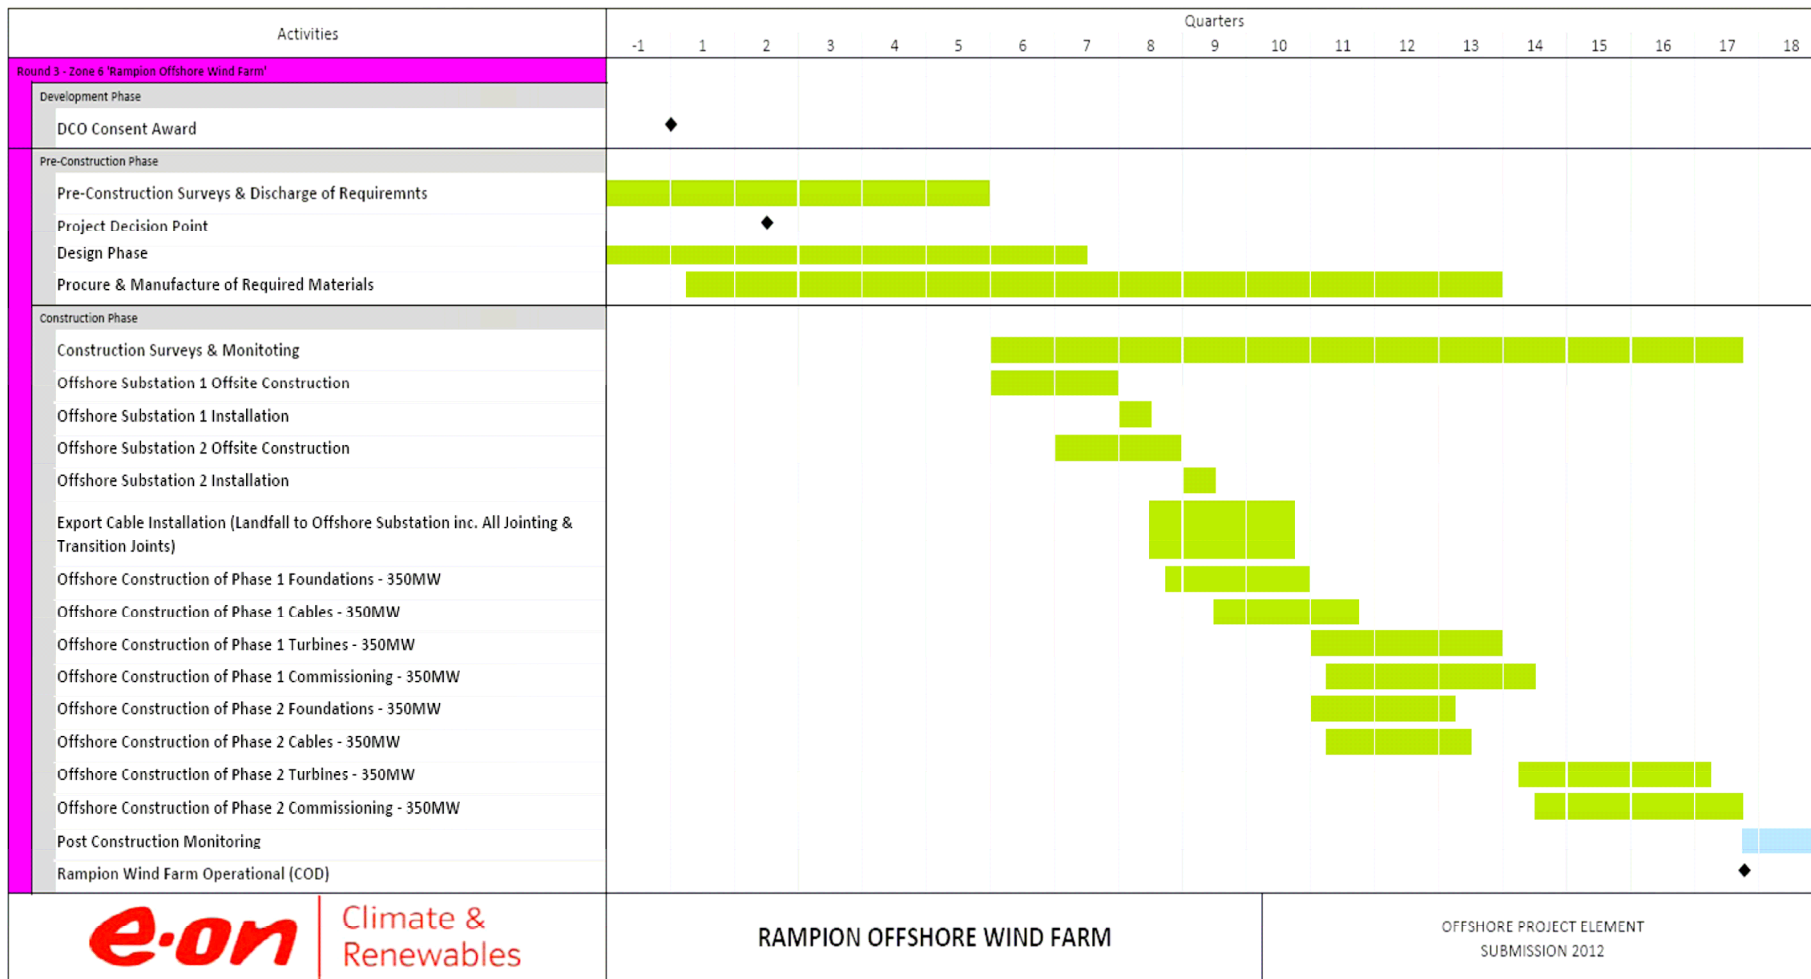 Activities
Quarters
-1 1 2 3 4 5 6 7 8 9 10 11 12 13 14 15 16 17 18
Round 3 - Zone 6 'Rampion Offshore Wind Farm'
Development Phase
DCO Consent Award
Pre-Construction Phase
Pre-Construction Surveys & Discharge of Requiremnts
Project Decision Point
Design Phase
Procure & Manufacture of Required Materials
Construction Phase
Construction Surveys & Monitoting
Offshore Substation 1 Offsite Construction
Offshore Substation 1 Installation
Offshore Substation 2 Offsite Construction
Offshore Substation 2 Installation
Export Cable Installation (Landfall to Offshore Substation inc. All Jointing &
Transition Joints)
Offshore Construction of Phase 1 Foundations - 350MW
Offshore Construction of Phase 1 Cables - 350MW
Offshore Construction of Phase 1 Turbines - 350MW
Offshore Construction of Phase 1 Commissioning - 350MW
Offshore Construction of Phase 2 Foundations - 350MW
Offshore Construction of Phase 2 Cables - 350MW
Offshore Construction of Phase 2 Turbines - 350MW
Offshore Construction of Phase 2 Commissioning - 350MW
Post Construction Monitoring
Rampion Wind Farm Operational (COD)
e·on
Climate &
Renewables
RAMPION OFFSHORE WIND FARM
OFFSHORE PROJECT ELEMENT
SUBMISSION 2012